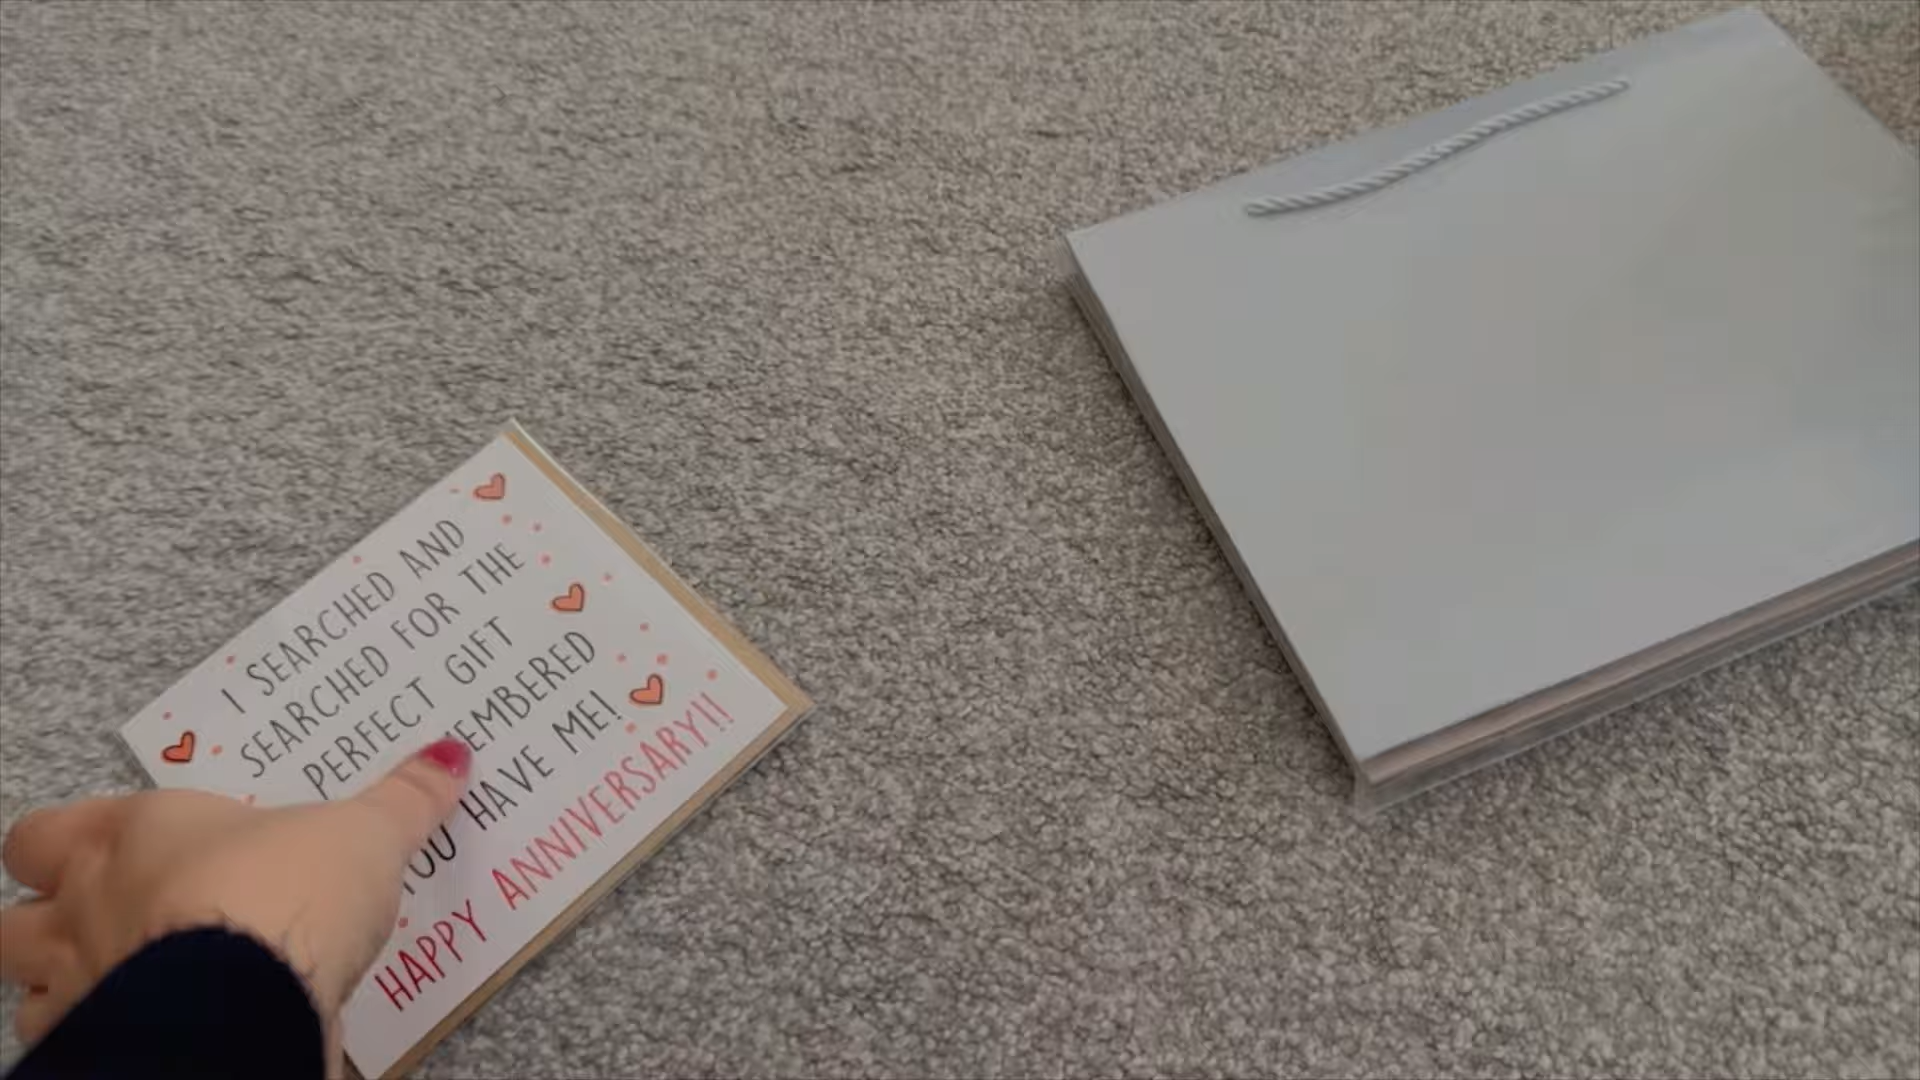 I SEARCHED AND
SEARCHED FOR THE
PERFECT GIFT
HAVE ME!
HAPPY ANNIVERSARY!!